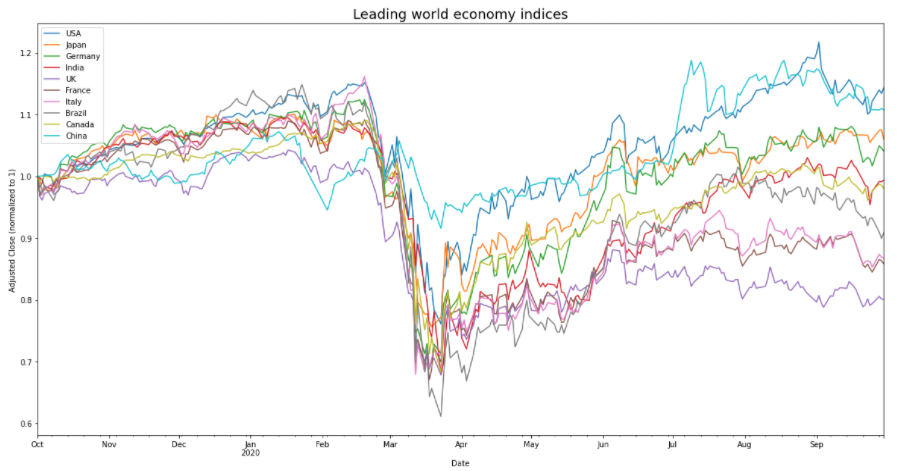 Leading world economy indices
USA
Japan
Germany
India
UK
France
Italy
Brazil
Canada
China
Adjusted Close (normalized to 1)
1.2
1.1
1.0
0.9
0.8
0.7
0.6
Oct Nov Dec Jan Feb Mar Apr May Jun Jul Aug Sep
2020
Date